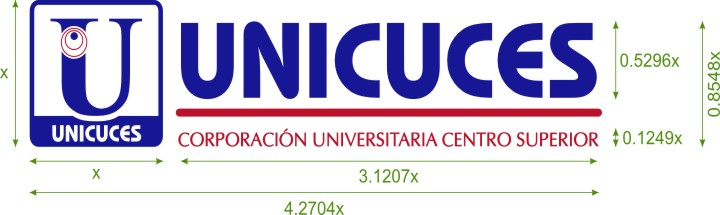 U
UNICUCES
UNICUCES
CORPORACIÓN UNIVERSITARIA CENTRO SUPERIOR
x
0.5296x
0.8548x
0.1249x
x
3.1207x
4.2704x